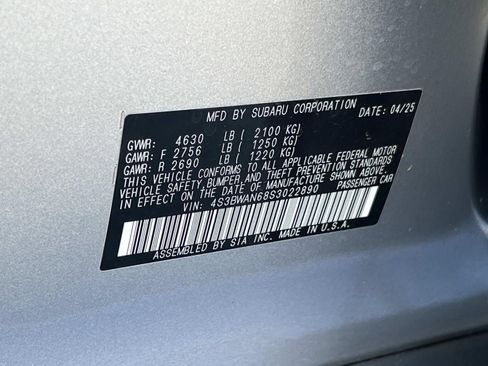 MFD BY SUBARU CORPORATION DATE: 04/25
GVWR: 4630 LB ( 2100 KG)
GAWR: F 2756 LB ( 1250 KG)
GAWR: R 2690 LB ( 1220 KG)
THIS VEHICLE CONFORMS TO ALL APPLICABLE FEDERAL MOTOR
VEHICLE SAFETY, BUMPER, AND THEFT PREVENTION STANDARDS
IN EFFECT ON THE DATE OF MANUFACTURE SHOWN ABOVE.
VIN: 4S3BWAN68S3022890 PASSENGER CAR
ASSEMBLED BY SIA INC. MADE IN U.S.A.